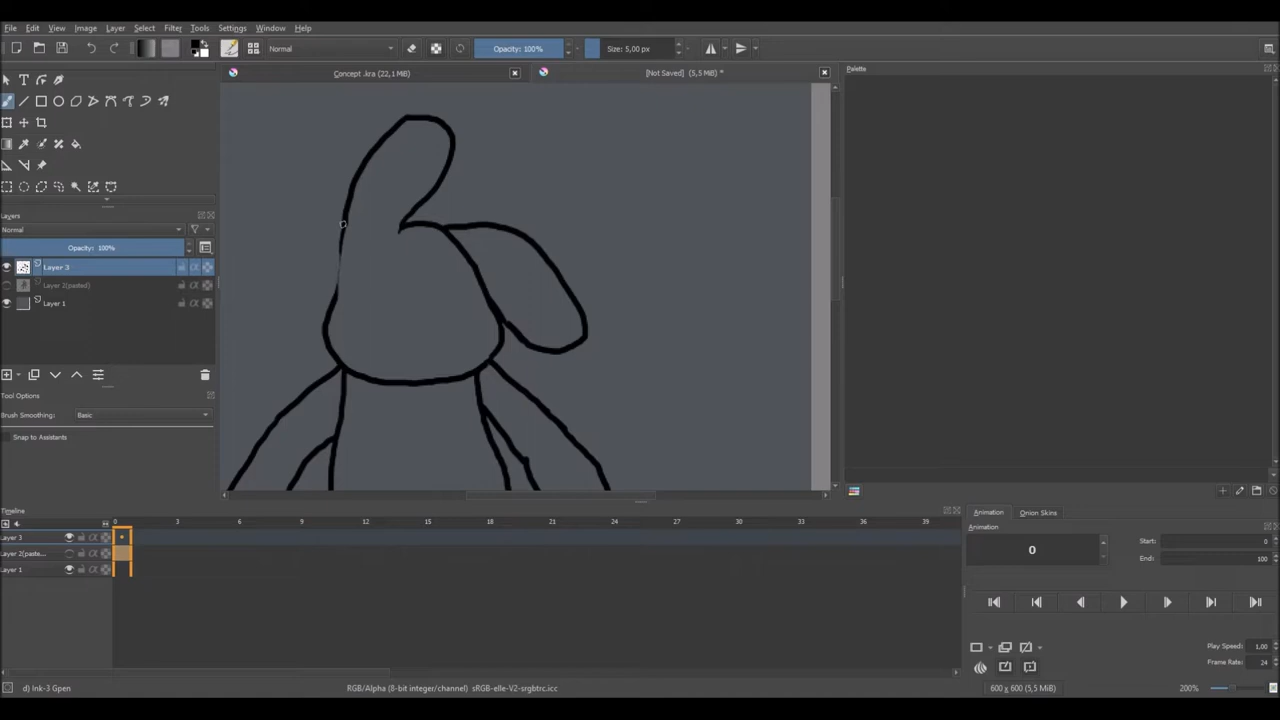 File Edit View Image Layer Select Filter Tools Settings Window Help
Normal Opacity: 100% Size: 5,00 px
Concept .kra (22,1 MiB) [Not Saved] (5,5 MiB) * Palette
Layers
Normal
Opacity: 100%
Layer 3
Layer 2(pasted)
Layer 1
Tool Options
Brush Smoothing: Basic
Snap to Assistants
Timeline
0 3 6 9 12 15 18 21 24 27 30 33 36 39
Layer 3
Layer 2(paste...
Layer 1
Animation Onion Skins
Animation
0
Start: 0
End: 100
Play Speed: 1,00
Frame Rate: 24
d) Ink-3 Gpen RGB/Alpha (8-bit integer/channel) sRGB-elle-V2-srgbtrc.icc 600 x 600 (5,5 MiB) 200%